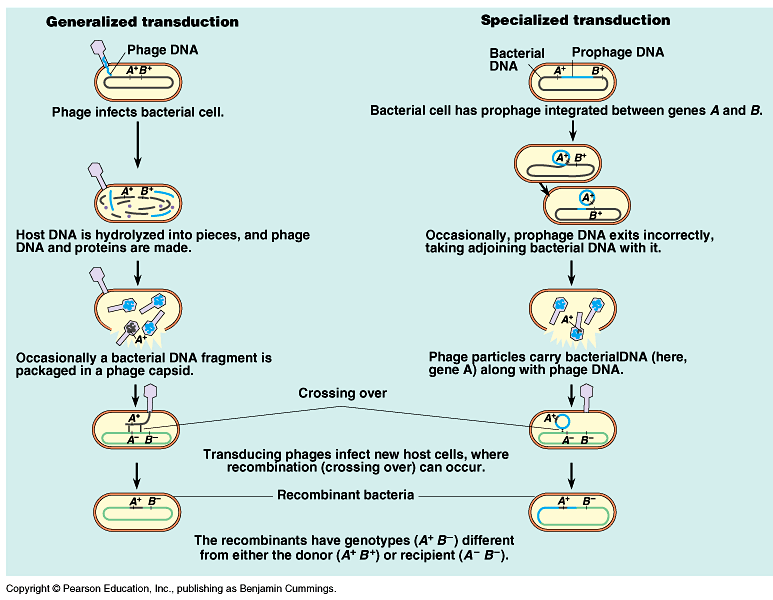 Generalized transduction
Phage DNA
A+ B+
Phage infects bacterial cell.
A+ B+
Host DNA is hydrolyzed into pieces, and phage
DNA and proteins are made.
A+
Occasionally a bacterial DNA fragment is
packaged in a phage capsid.
A+
A– B–
A+ B–
Specialized transduction
Bacterial
DNA
Prophage DNA
A+ B+
Bacterial cell has prophage integrated between genes A and B.
A+ B+
A+
B+
Occasionally, prophage DNA exits incorrectly,
taking adjoining bacterial DNA with it.
A+
Phage particles carry bacterialDNA (here,
gene A) along with phage DNA.
A+
A– B–
A+ B–
Crossing over
Transducing phages infect new host cells, where
recombination (crossing over) can occur.
Recombinant bacteria
The recombinants have genotypes (A+ B–) different
from either the donor (A+ B+) or recipient (A– B–).
Copyright © Pearson Education, Inc., publishing as Benjamin Cummings.